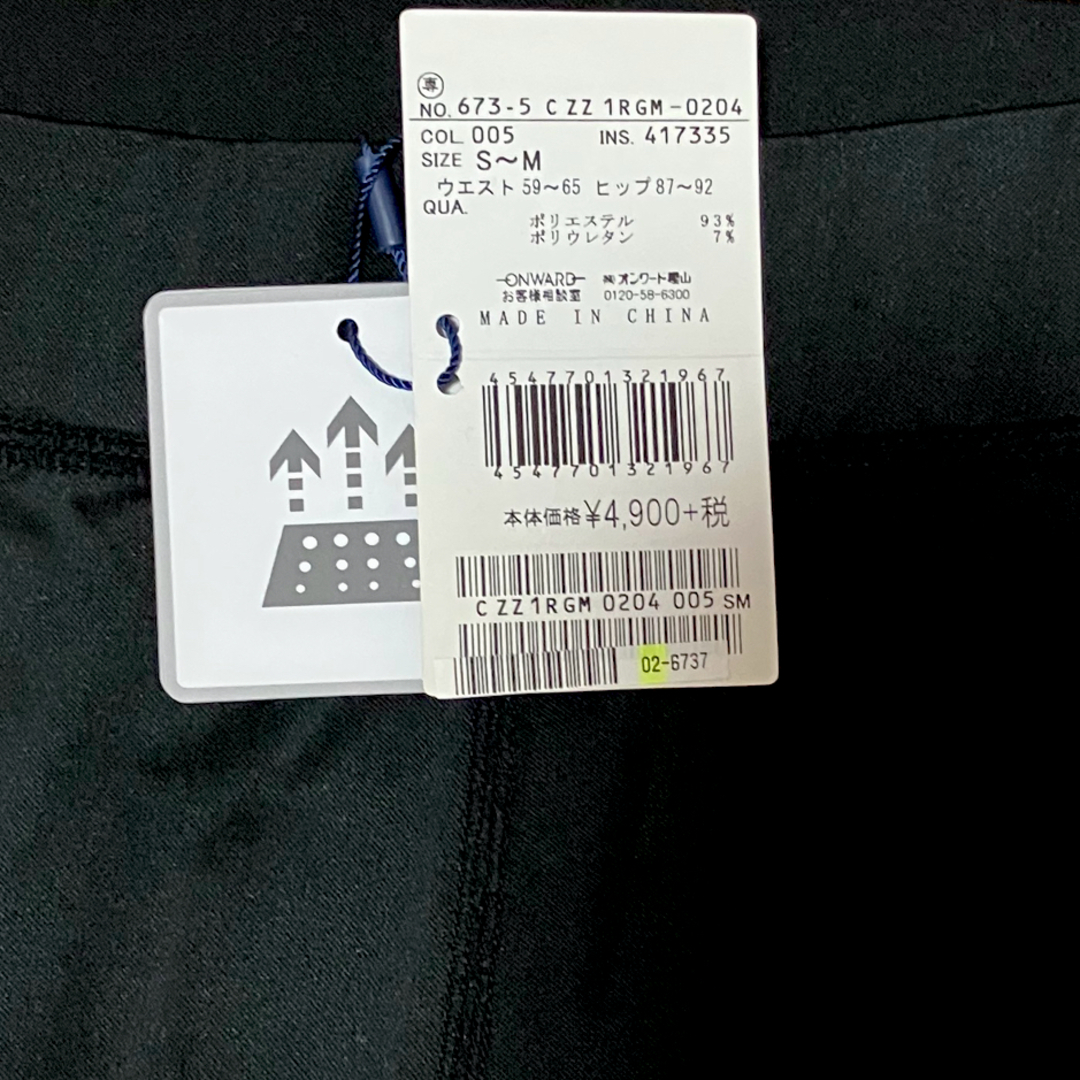 専
NO. 673-5 CZZ 1RGM-0204
COL. 005 INS. 417335
SIZE S〜M
ウエスト 59〜65 ヒップ 87〜92
QUA.
ポリエステル 93%
ポリウレタン 7%
ONWARD ㈱オンワード樫山
お客様相談室 0120-58-6300
MADE IN CHINA
4547701321967
4547701321967
本体価格¥4,900+税
CZZ1RGM 0204 005 SM
02-6737